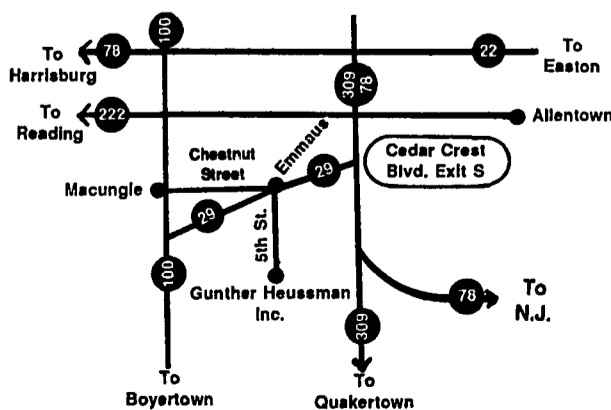 100
To
Harrisburg
78
22
To
Easton
309
78
To
Reading
222
Allentown
Chestnut
Street
Emmaus
Cedar Crest
Blvd. Exit S
Macungie
29
29
5th St.
100
Gunther Heussman
Inc.
78
To
N.J.
309
To
Boyertown
To
Quakertown